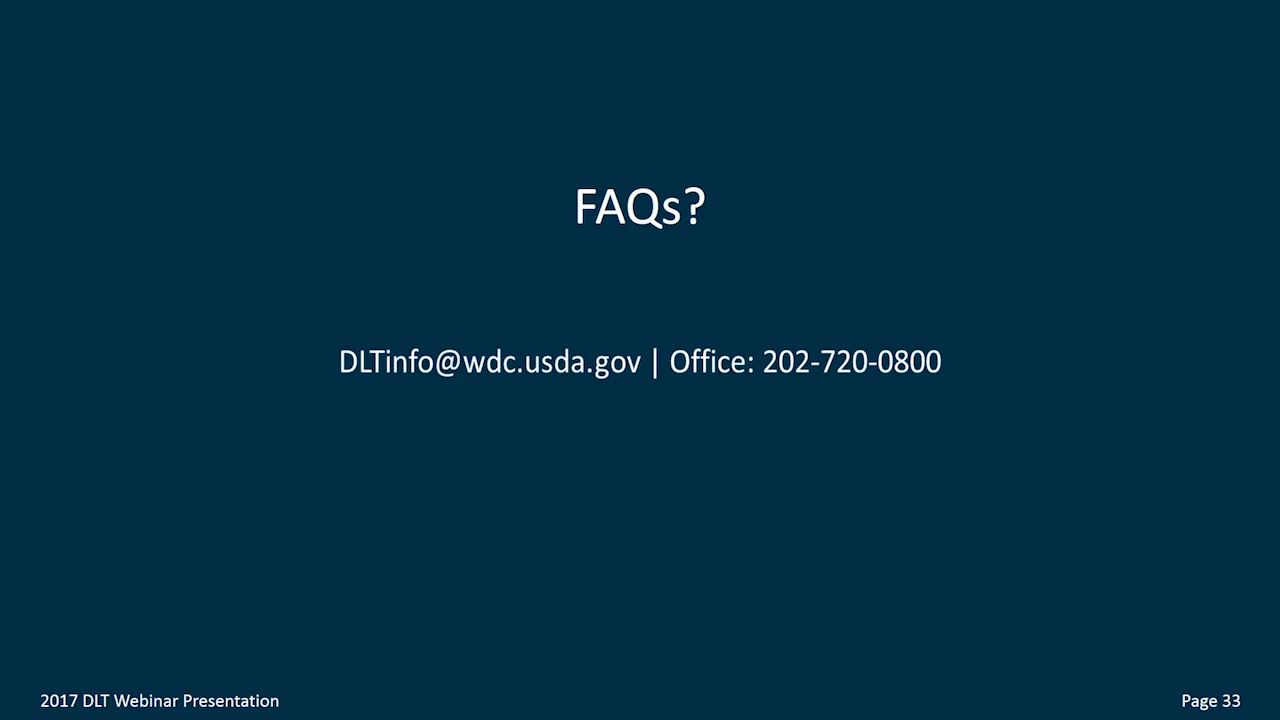 FAQs?
DLTinfo@wdc.usda.gov | Office: 202-720-0800
2017 DLT Webinar Presentation
Page 33